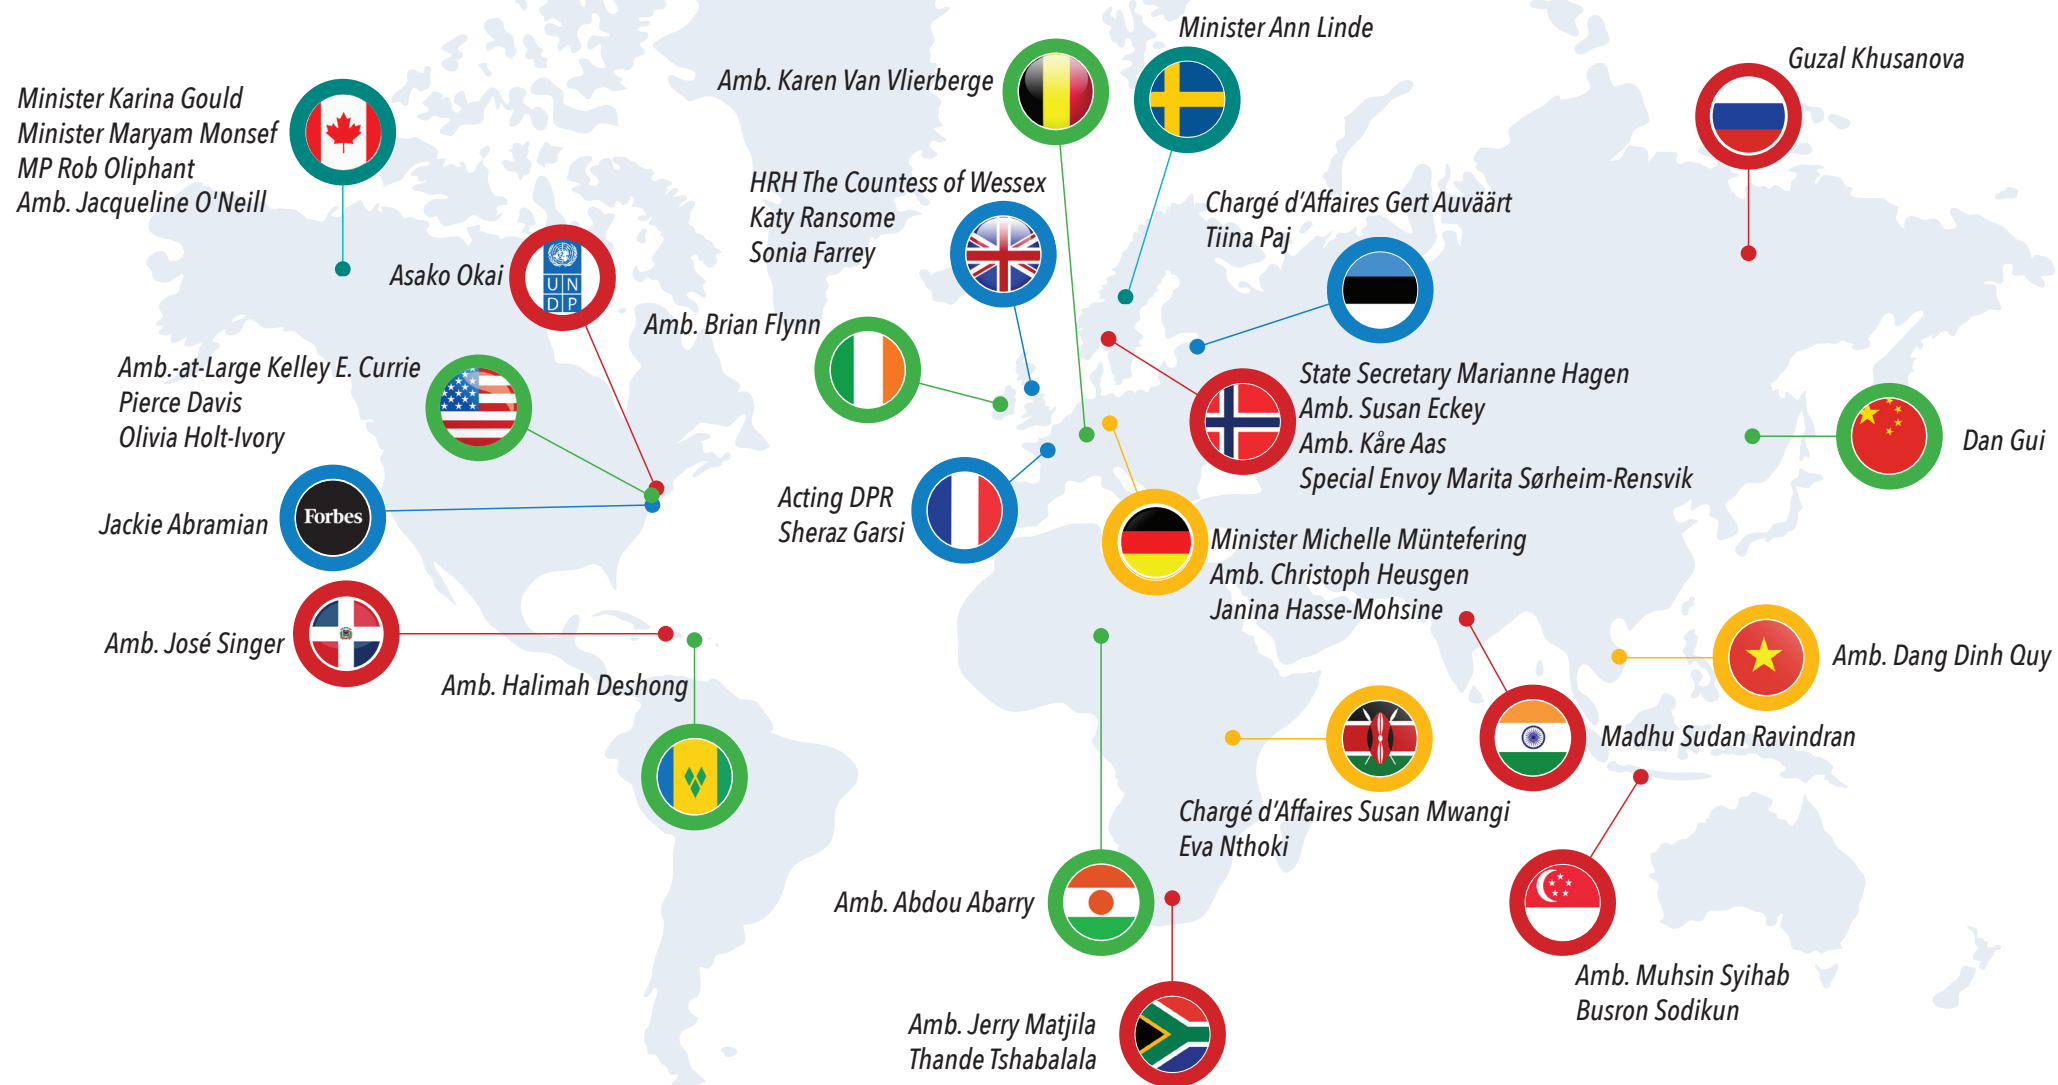 Minister Ann Linde
Guzal Khusanova
Amb. Karen Van Vlierberge
Minister Karina Gould
Minister Maryam Monsef
MP Rob Oliphant
Amb. Jacqueline O'Neill
HRH The Countess of Wessex
Katy Ransome
Sonia Farrey
Chargé d'Affaires Gert Auväärt
Tiina Paj
Asako Okai
UN
DP
Amb. Brian Flynn
Amb.-at-Large Kelley E. Currie
Pierce Davis
Olivia Holt-Ivory
State Secretary Marianne Hagen
Amb. Susan Eckey
Amb. Kåre Aas
Special Envoy Marita Sørheim-Rensvik
Dan Gui
Jackie Abramian
Forbes
Acting DPR
Sheraz Garsi
Minister Michelle Müntefering
Amb. Christoph Heusgen
Janina Hasse-Mohsine
Amb. José Singer
Amb. Halimah Deshong
Amb. Dang Dinh Quy
Madhu Sudan Ravindran
Chargé d'Affaires Susan Mwangi
Eva Nthoki
Amb. Abdou Abarry
Amb. Muhsin Syihab
Busron Sodikun
Amb. Jerry Matjila
Thande Tshabalala